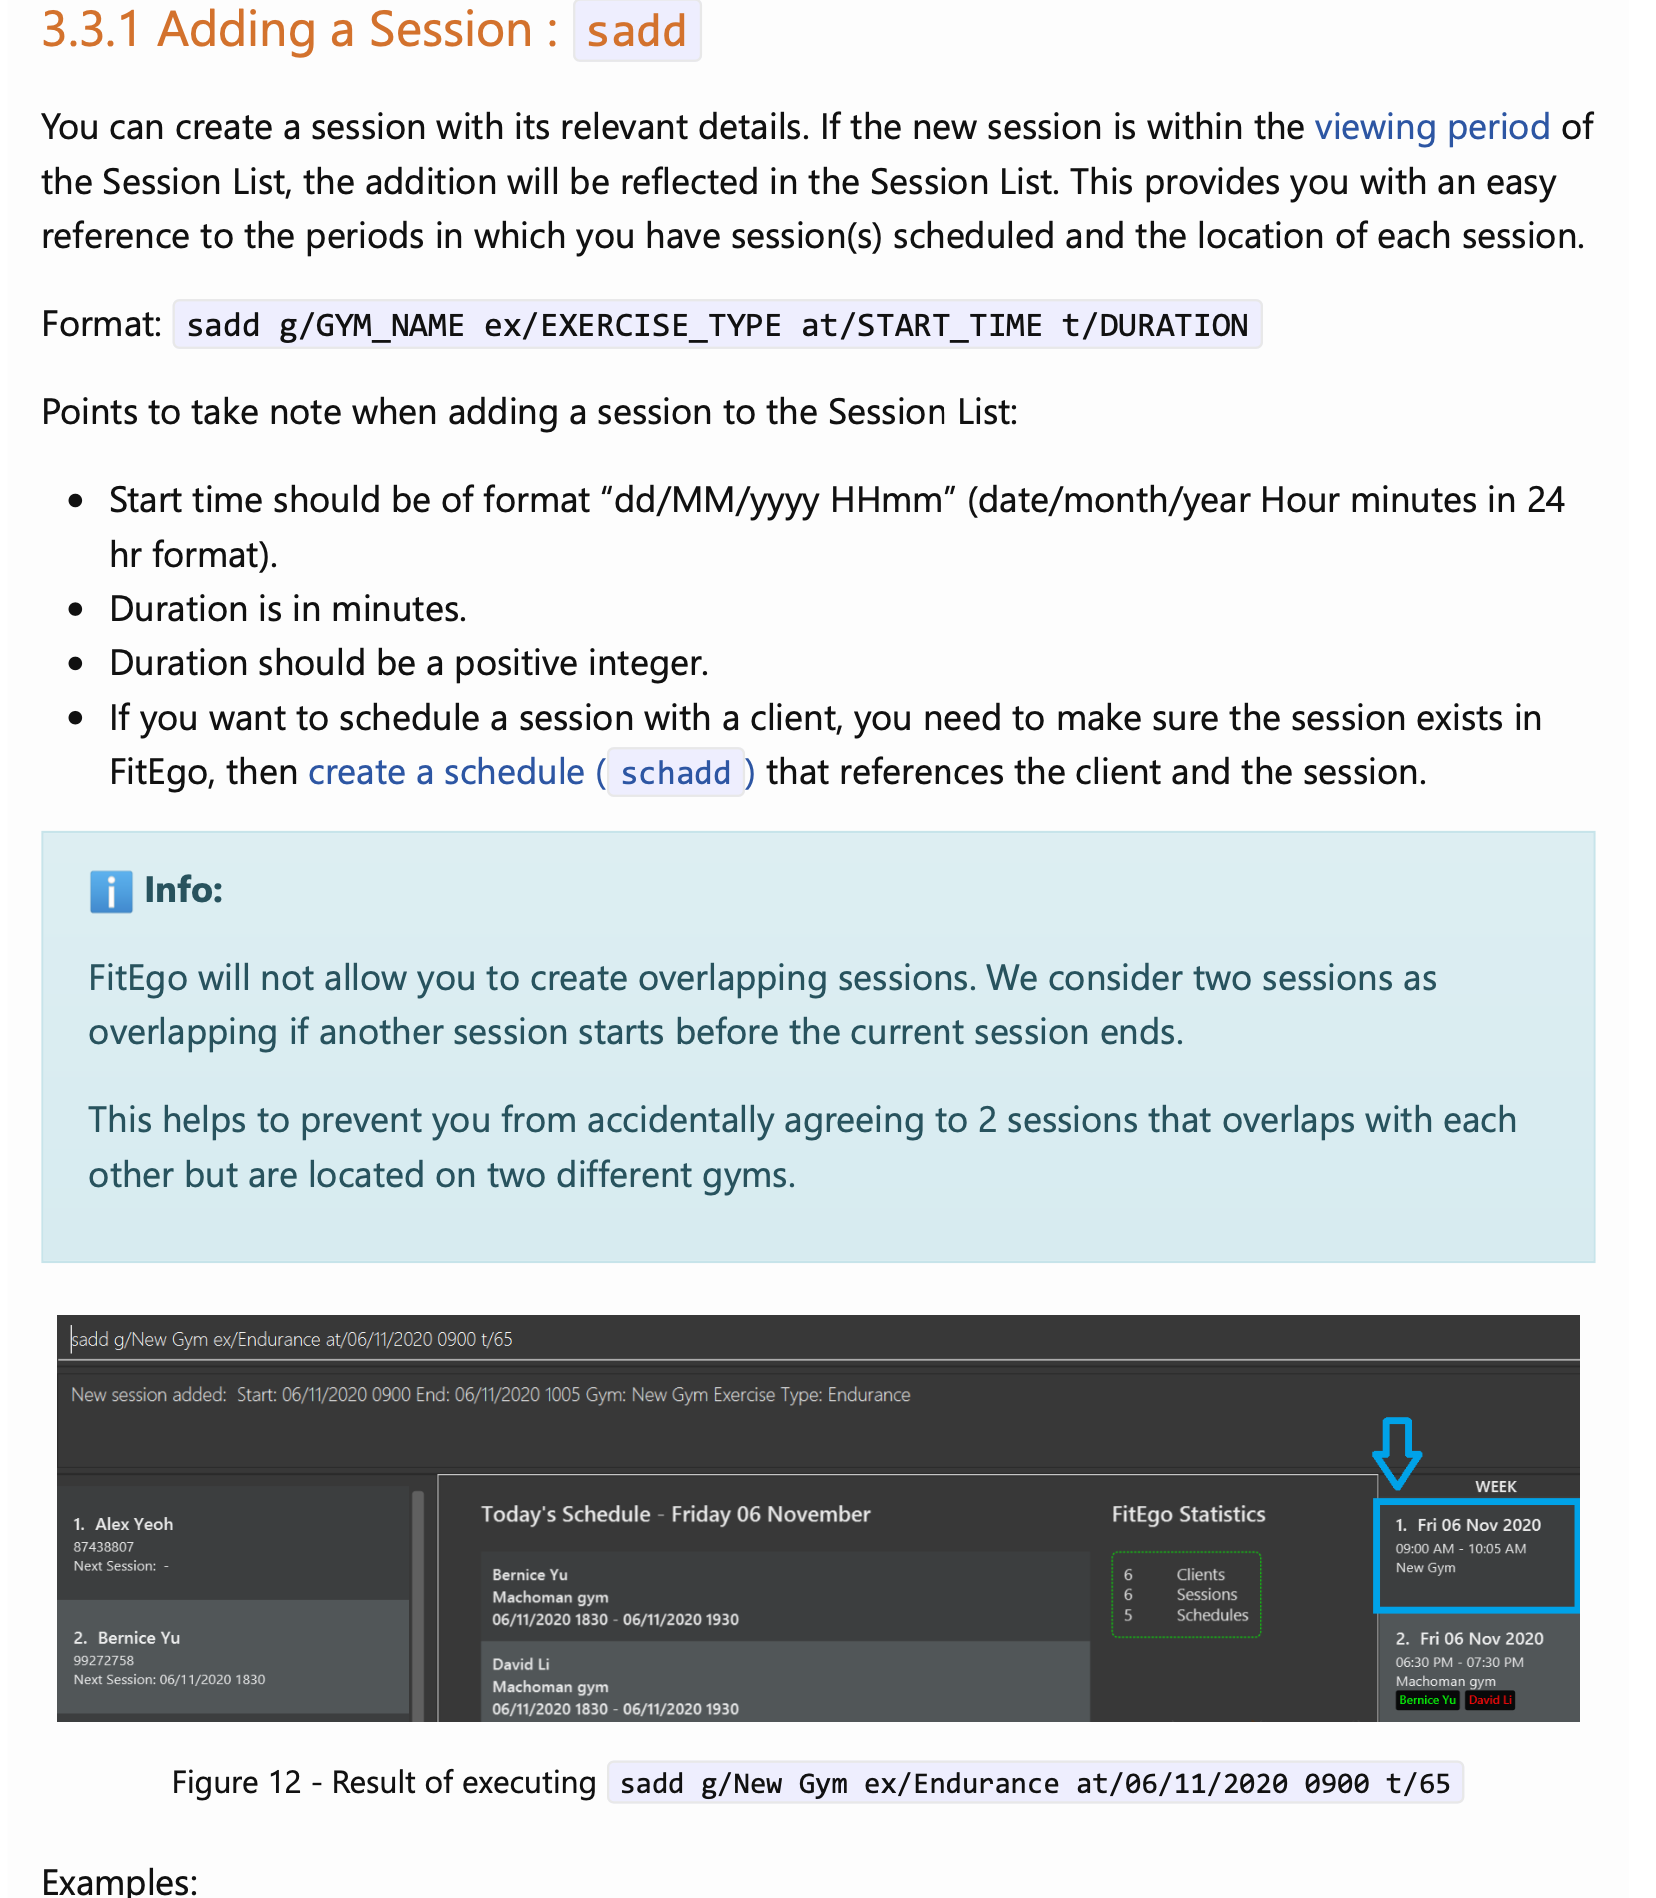 3.3.1 Adding a Session : sadd
You can create a session with its relevant details. If the new session is within the viewing period of
the Session List, the addition will be reflected in the Session List. This provides you with an easy
reference to the periods in which you have session(s) scheduled and the location of each session.
Format: sadd g/GYM_NAME ex/EXERCISE_TYPE at/START_TIME t/DURATION
Points to take note when adding a session to the Session List:
• Start time should be of format “dd/MM/yyyy HHmm” (date/month/year Hour minutes in 24
hr format).
• Duration is in minutes.
• Duration should be a positive integer.
• If you want to schedule a session with a client, you need to make sure the session exists in
FitEgo, then create a schedule ( schadd ) that references the client and the session.
i Info:
FitEgo will not allow you to create overlapping sessions. We consider two sessions as
overlapping if another session starts before the current session ends.
This helps to prevent you from accidentally agreeing to 2 sessions that overlaps with each
other but are located on two different gyms.
sadd g/New Gym ex/Endurance at/06/11/2020 0900 t/65
New session added: Start: 06/11/2020 0900 End: 06/11/2020 1005 Gym: New Gym Exercise Type: Endurance
1. Alex Yeoh
87438807
Next Session: -
2. Bernice Yu
99272758
Next Session: 06/11/2020 1830
Today's Schedule - Friday 06 November
Bernice Yu
Machoman gym
06/11/2020 1830 - 06/11/2020 1930
David Li
Machoman gym
06/11/2020 1830 - 06/11/2020 1930
FitEgo Statistics
6 Clients
6 Sessions
5 Schedules
WEEK
1. Fri 06 Nov 2020
09:00 AM - 10:05 AM
New Gym
2. Fri 06 Nov 2020
06:30 PM - 07:30 PM
Machoman gym
Bernice Yu David Li
Figure 12 - Result of executing sadd g/New Gym ex/Endurance at/06/11/2020 0900 t/65
Examples: